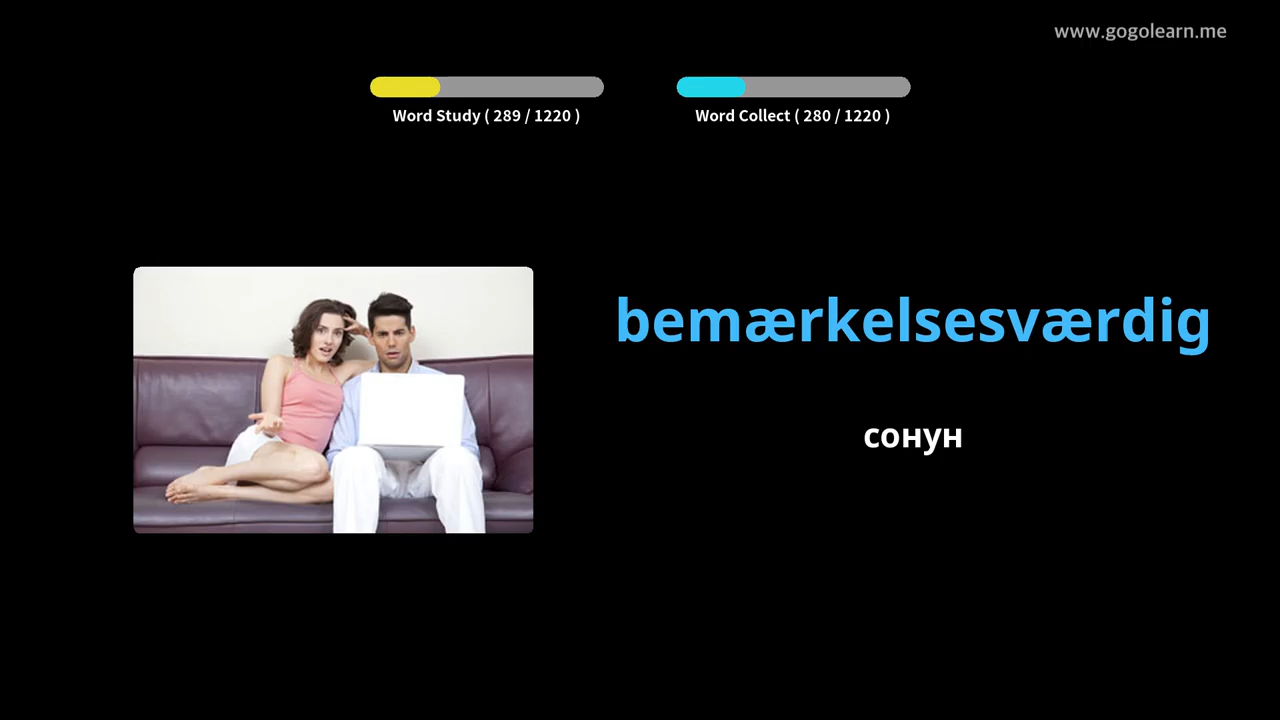 www.gogolearn.me
Word Study ( 289 / 1220 )
Word Collect ( 280 / 1220 )
bemærkelsesværdig
сонун